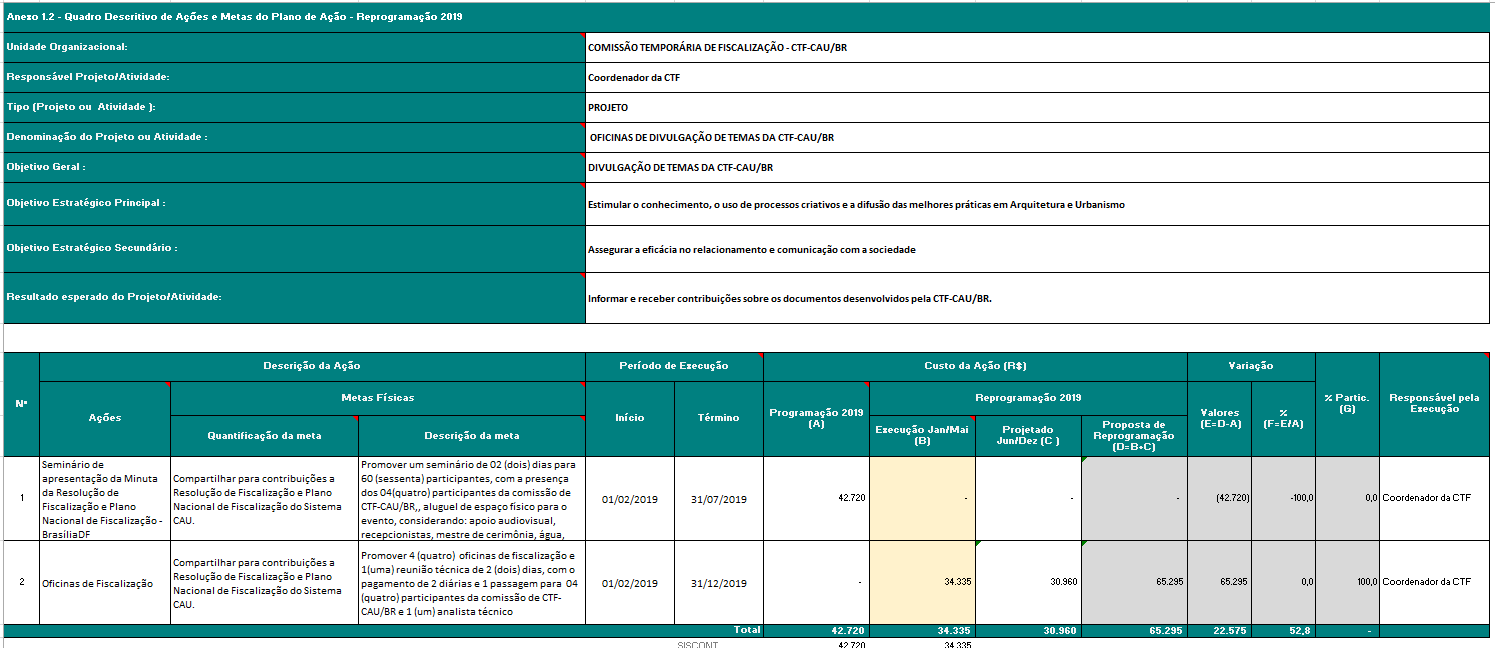 Anexo 1.2 - Quadro Descritivo de Ações e Metas do Plano de Ação - Reprogramação 2019
Unidade Organizacional:
COMISSÃO TEMPORÁRIA DE FISCALIZAÇÃO - CTF-CAU/BR
Responsável Projeto/Atividade:
Coordenador da CTF
Tipo (Projeto ou Atividade ):
PROJETO
Denominação do Projeto ou Atividade :
OFICINAS DE DIVULGAÇÃO DE TEMAS DA CTF-CAU/BR
Objetivo Geral :
DIVULGAÇÃO DE TEMAS DA CTF-CAU/BR
Objetivo Estratégico Principal :
Estimular o conhecimento, o uso de processos criativos e a difusão das melhores práticas em Arquitetura e Urbanismo
Objetivo Estratégico Secundário :
Assegurar a eficácia no relacionamento e comunicação com a sociedade
Resultado esperado do Projeto/Atividade:
Informar e receber contribuições sobre os documentos desenvolvidos pela CTF-CAU/BR.
Nº
Descrição da Ação
Ações
Metas Físicas
Quantificação da meta
Descrição da meta
Período de Execução
Início
Término
Custo da Ação (R$)
Programação 2019
(A)
Reprogramação 2019
Execução Jan/Mai
(B)
Projetado
Jun/Dez (C )
Proposta de
Reprogramação
(D=B+C)
Variação
Valores
(E=D-A)
%
(F=E/A)
% Partic.
(G)
Responsável pela
Execução
1
Seminário de
apresentação da Minuta
da Resolução de
Fiscalização e Plano
Nacional de Fiscalização -
BrasíliaDF
Compartilhar para contribuições a
Resolução de Fiscalização e Plano
Nacional de Fiscalização do Sistema
CAU.
Promover um seminário de 02 (dois) dias para
60 (sessenta) participantes, com a presença
dos 04(quatro) participantes da comissão de
CTF-CAU/BR,, aluguel de espaço físico para o
evento, considerando: apoio audiovisual,
recepcionistas, mestre de cerimônia, água,
01/02/2019
31/07/2019
42.720
-
-
-
(42.720)
-100,0
0,0
Coordenador da CTF
2
Oficinas de Fiscalização
Compartilhar para contribuições a
Resolução de Fiscalização e Plano
Nacional de Fiscalização do Sistema
CAU.
Promover 4 (quatro) oficinas de fiscalização e
1(uma) reunião técnica de 2 (dois) dias, com o
pagamento de 2 diárias e 1 passagem para 04
(quatro) participantes da comissão de CTF-
CAU/BR e 1 (um) analista técnico
01/02/2019
31/12/2019
-
34.335
30.960
65.295
65.295
0,0
100,0
Coordenador da CTF
Total
42.720
34.335
30.960
65.295
22.575
52,8
-
SISCONT
42.720
34.335